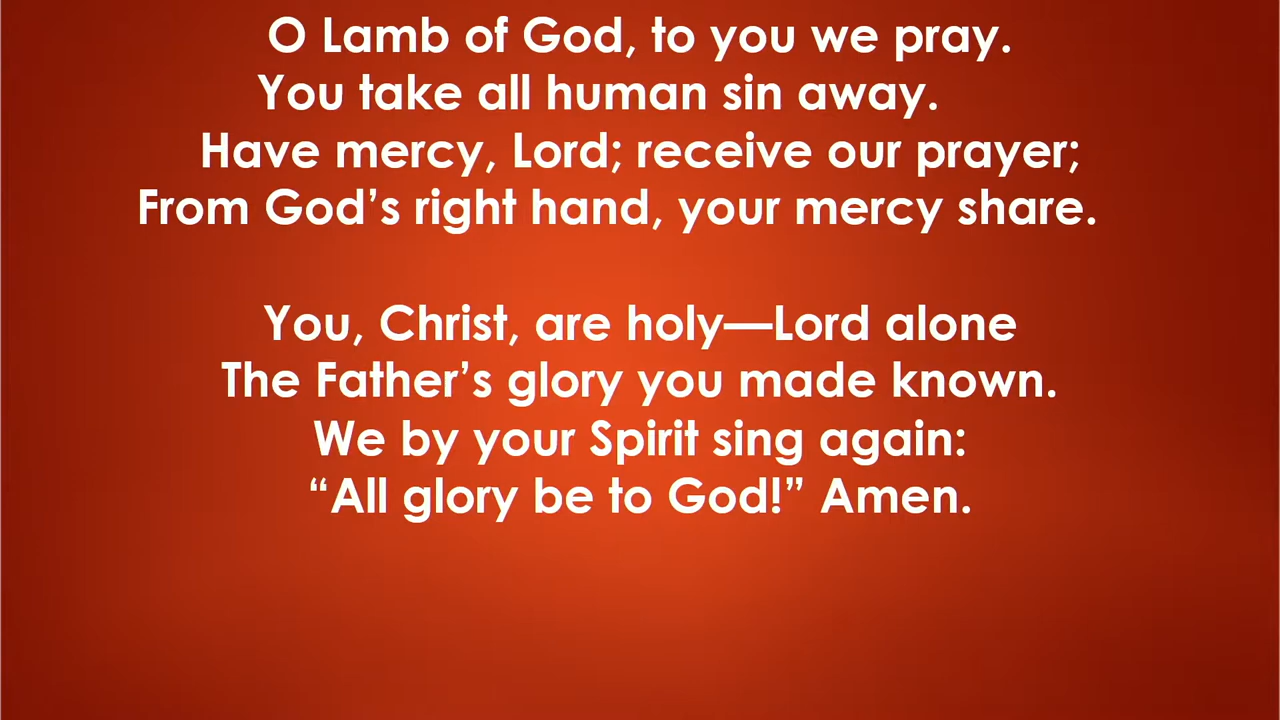 O Lamb of God, to you we pray.
You take all human sin away.
Have mercy, Lord; receive our prayer;
From God’s right hand, your mercy share.
You, Christ, are holy—Lord alone
The Father’s glory you made known.
We by your Spirit sing again:
“All glory be to God!” Amen.